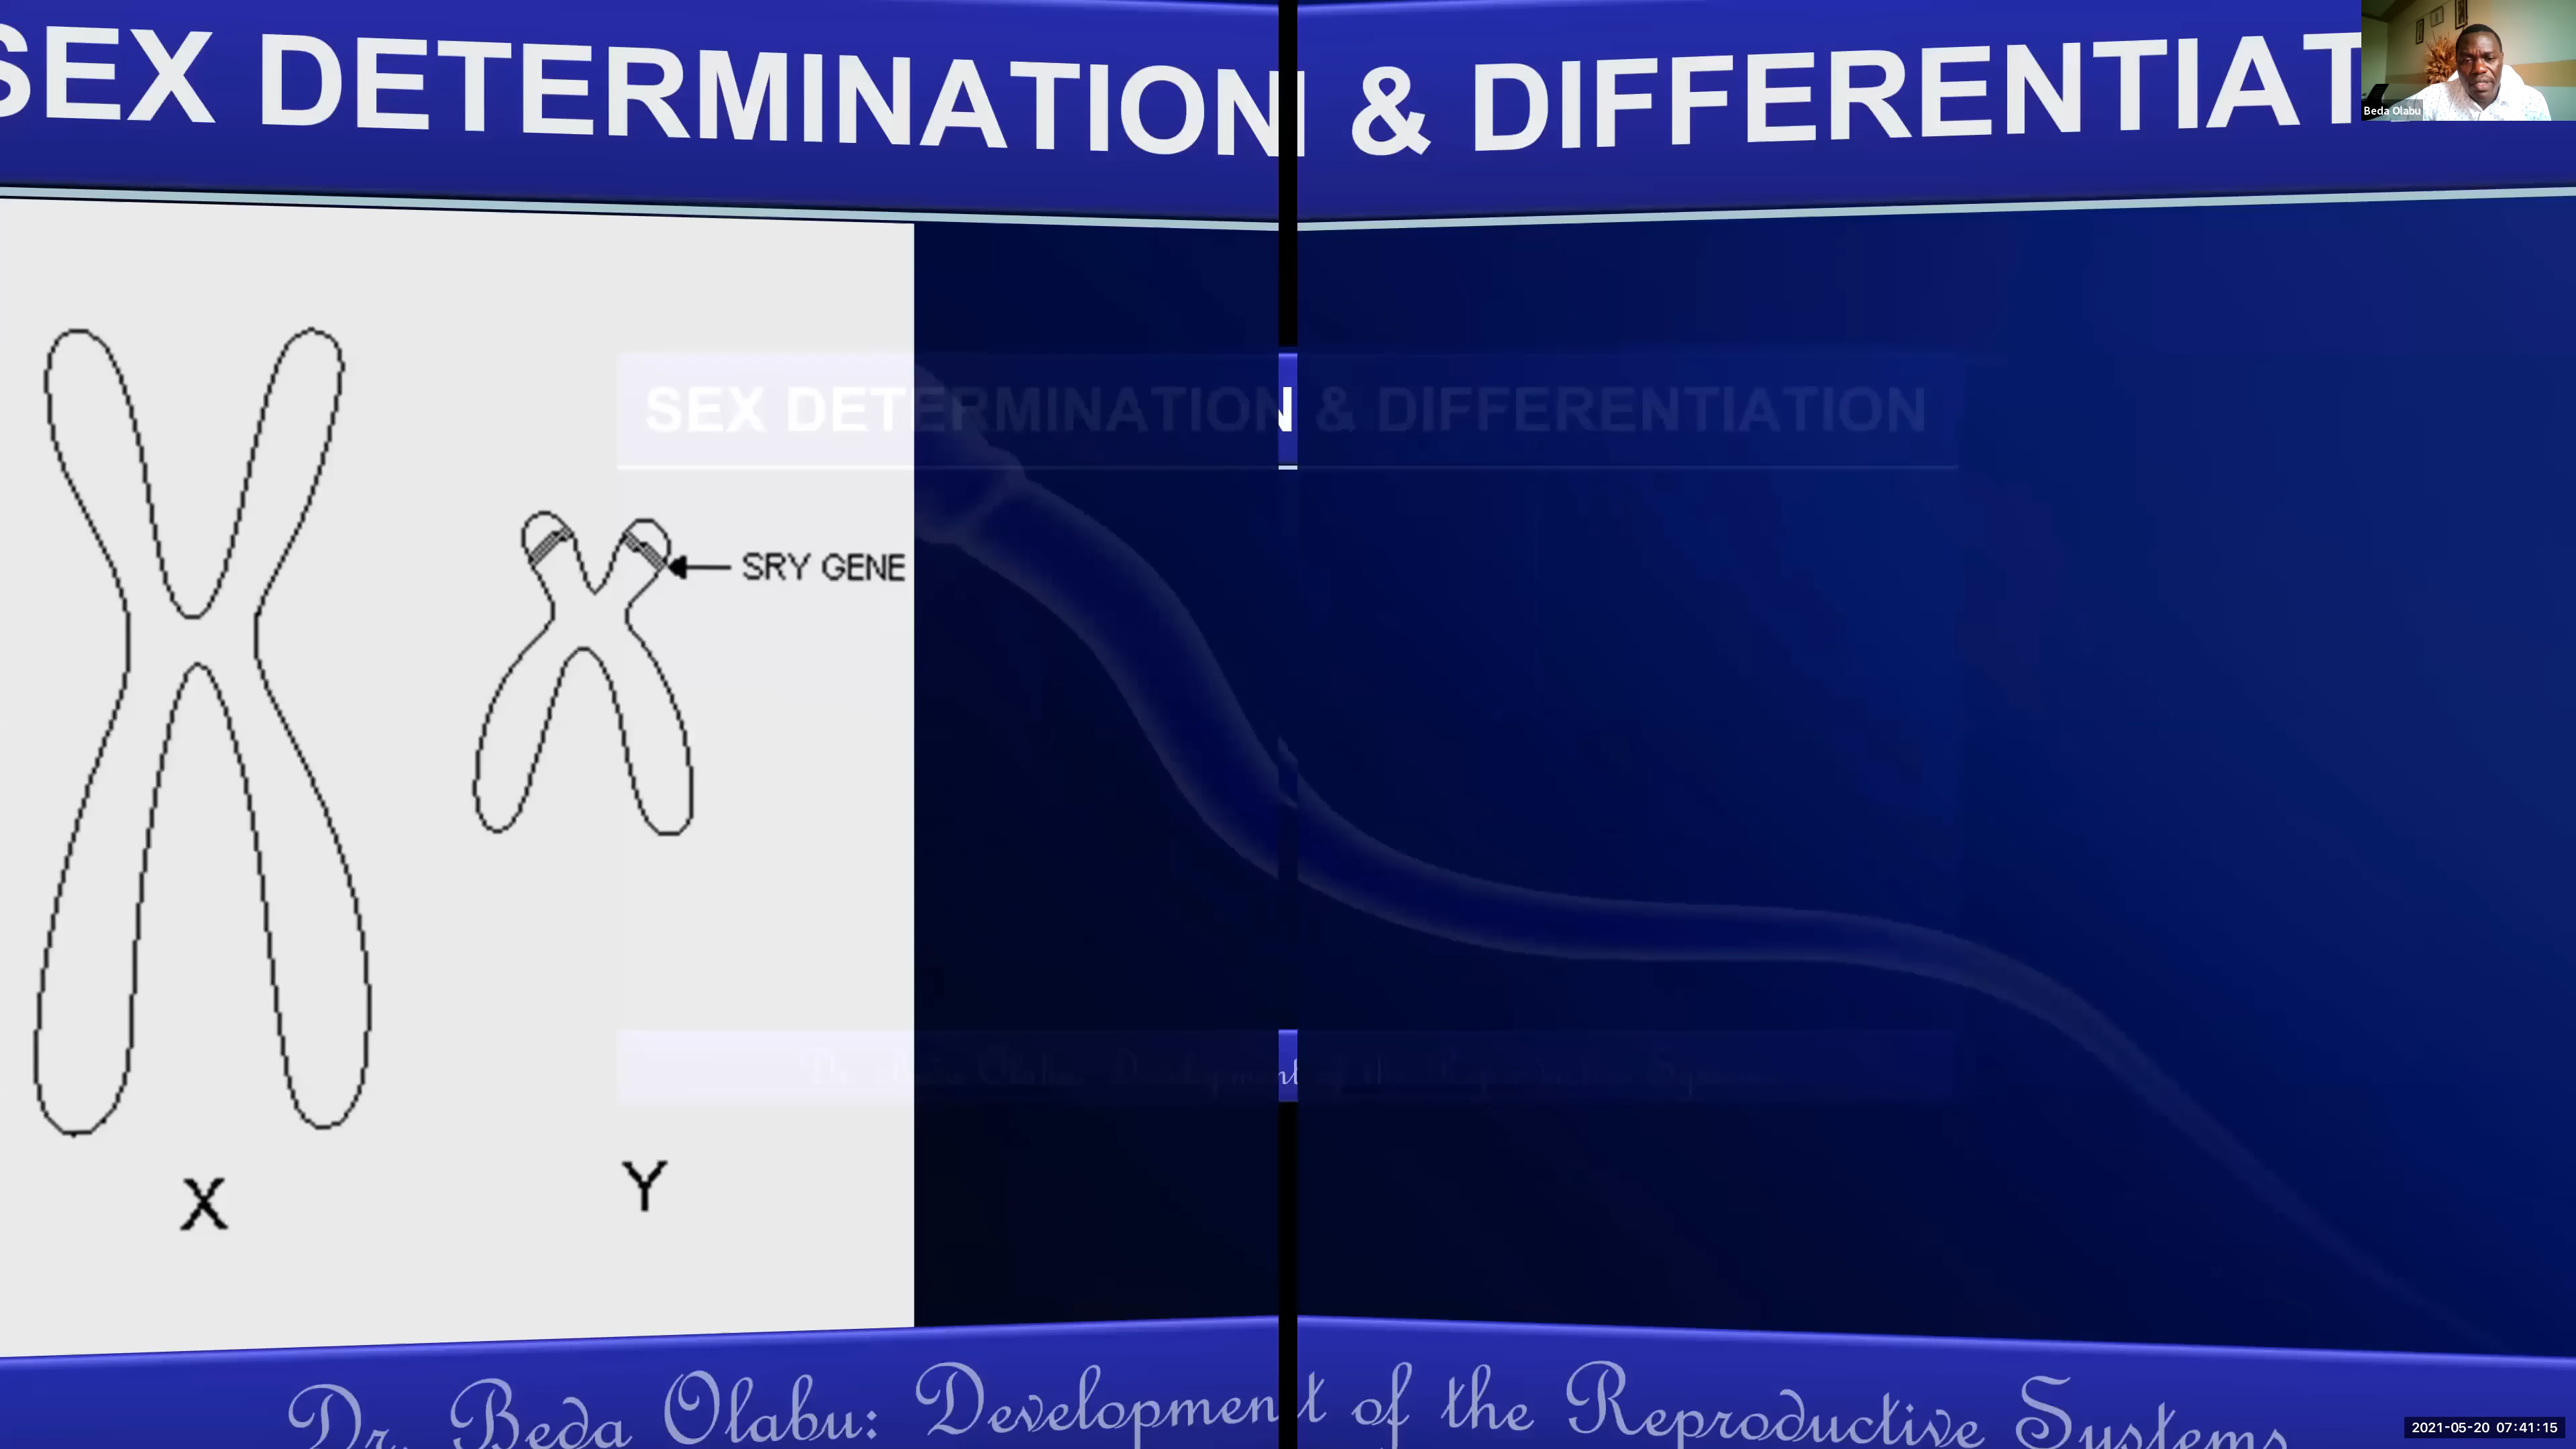 SEX DETERMINATION & DIFFERENTIAT
Beda Olabu
SEX DETERMINATION & DIFFERENTIATION
SRY GENE
X
Y
Dr. Beda Olabu: Development of the Reproductive Systems
2021-05-20 07:41:15